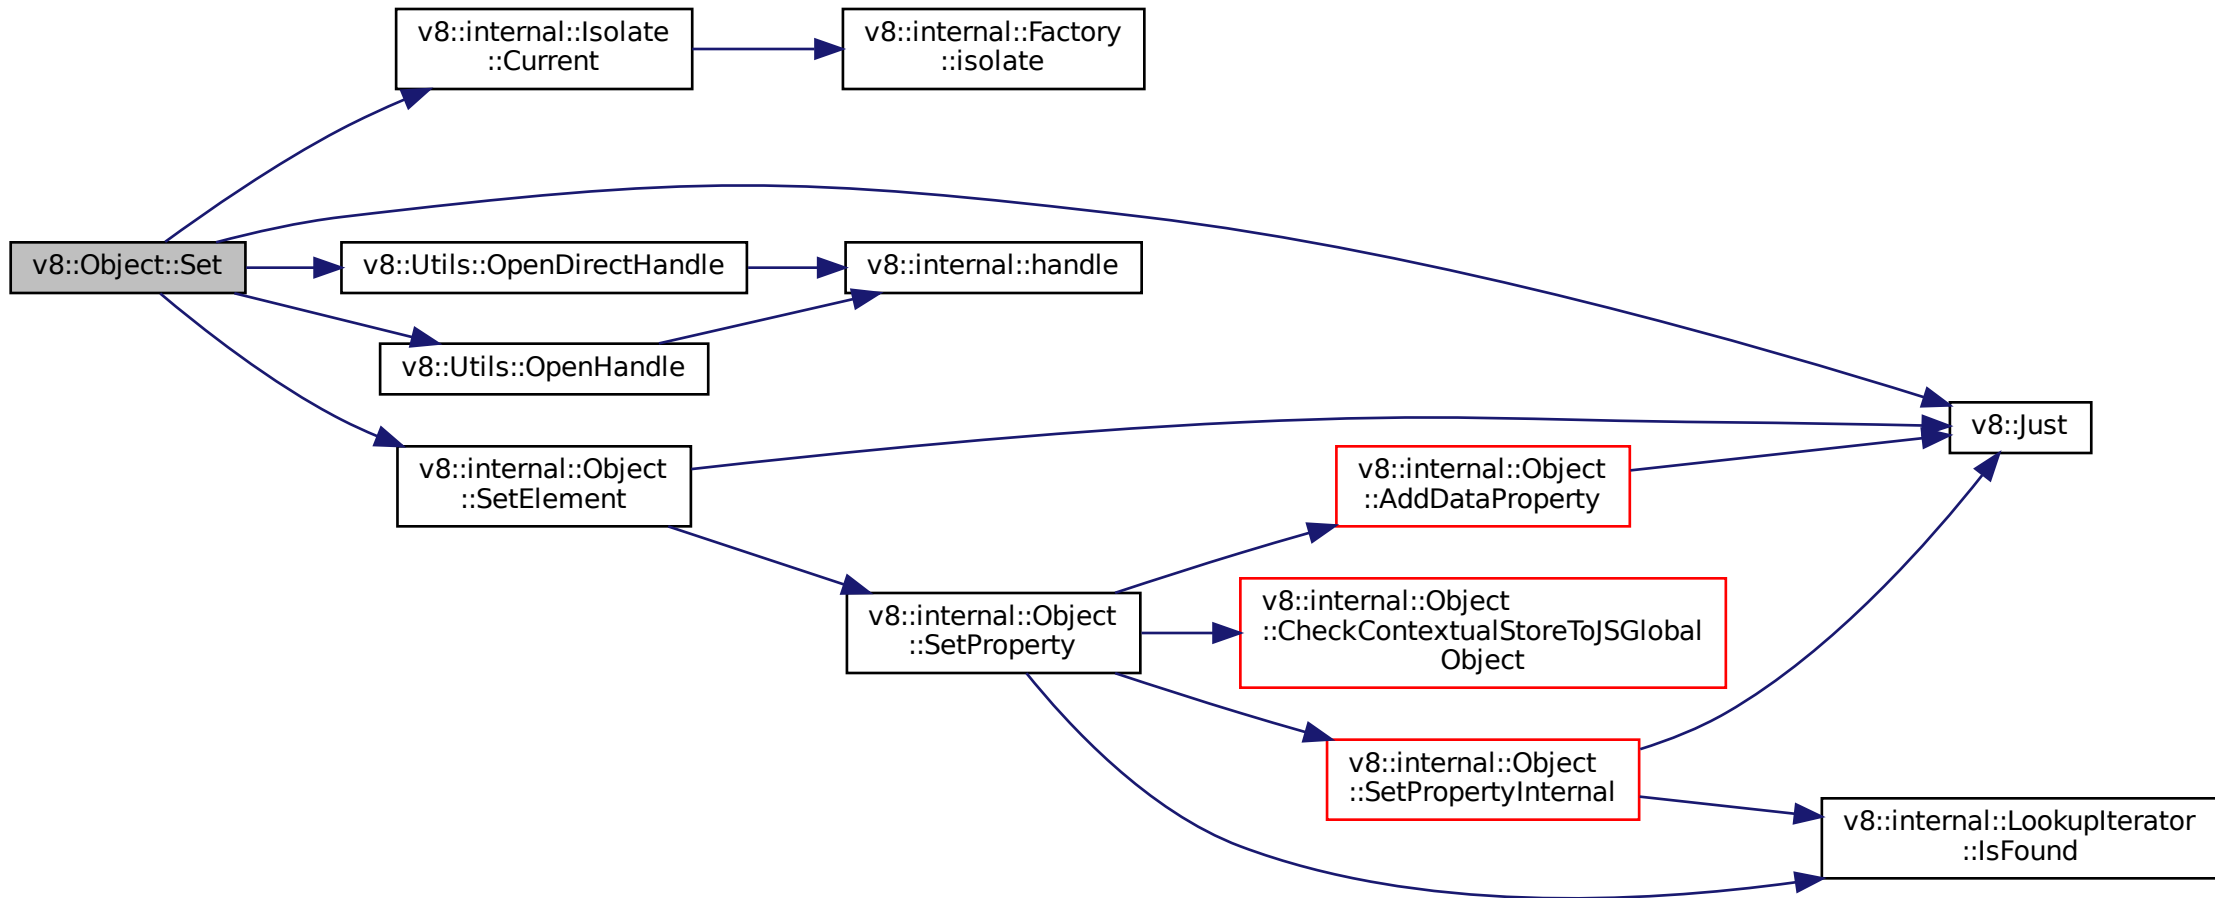 v8::internal::Isolate
::Current
v8::internal::Factory
::isolate
v8::Object::Set
v8::Utils::OpenDirectHandle
v8::internal::handle
v8::Utils::OpenHandle
v8::Just
v8::internal::Object
::SetElement
v8::internal::Object
::AddDataProperty
v8::internal::Object
::CheckContextualStoreToJSGlobal
Object
v8::internal::Object
::SetProperty
v8::internal::Object
::SetPropertyInternal
v8::internal::LookupIterator
::IsFound